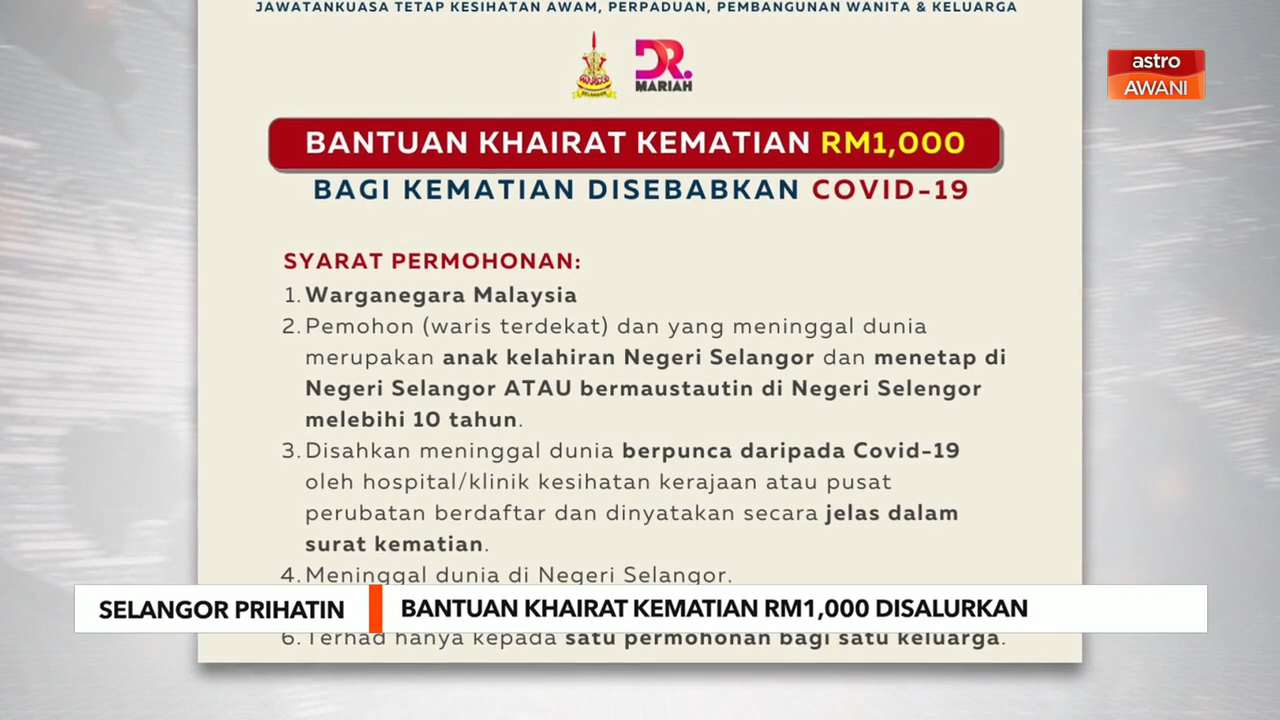 JAWATANKUASA TETAP KESIHATAN AWAM, PERPADUAN, PEMBANGUNAN WANITA & KELUARGA
SELANGOR
DR.
MARIAH
astro
AWANI
BANTUAN KHAIRAT KEMATIAN RM1,000
BAGI KEMATIAN DISEBABKAN COVID-19
SYARAT PERMOHONAN:
1. Warganegara Malaysia
2. Pemohon (waris terdekat) dan yang meninggal dunia
merupakan anak kelahiran Negeri Selangor dan menetap di
Negeri Selangor ATAU bermaustautin di Negeri Selengor
melebihi 10 tahun.
3. Disahkan meninggal dunia berpunca daripada Covid-19
oleh hospital/klinik kesihatan kerajaan atau pusat
perubatan berdaftar dan dinyatakan secara jelas dalam
surat kematian.
4. Meninggal dunia di Negeri Selangor.
SELANGOR PRIHATIN
BANTUAN KHAIRAT KEMATIAN RM1,000 DISALURKAN
6. Terhad hanya kepada satu permohonan bagi satu keluarga.